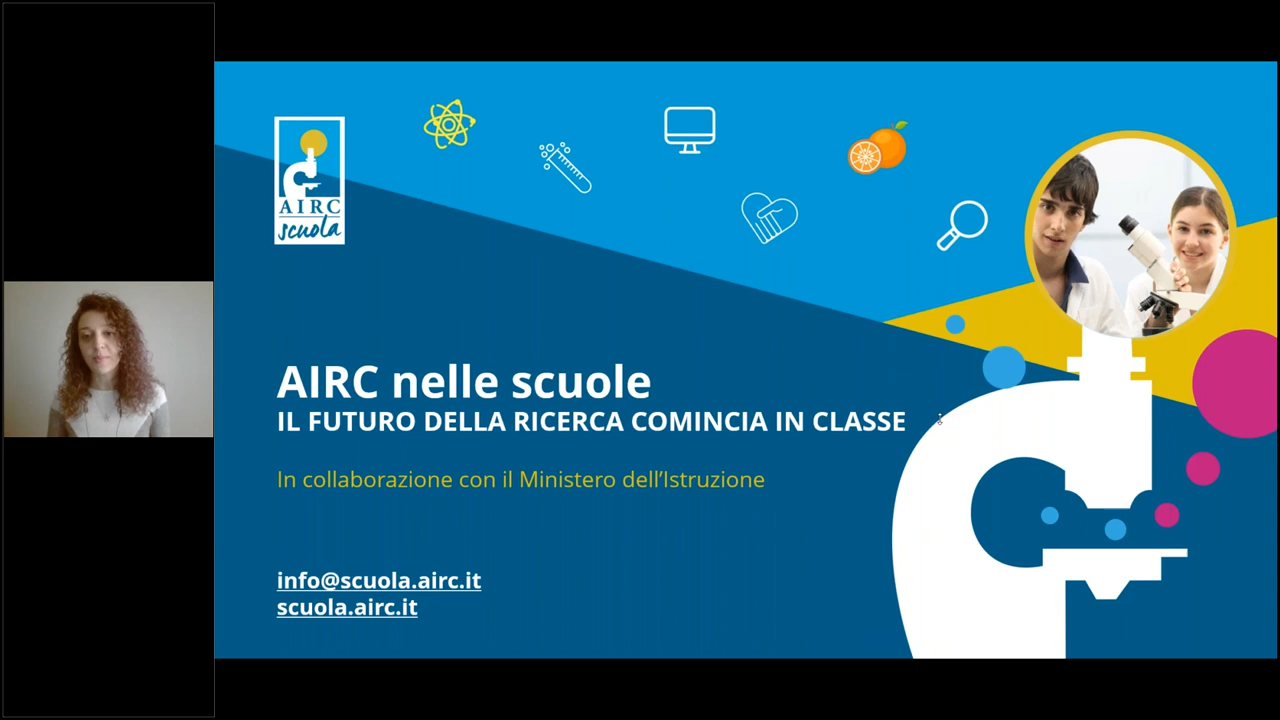 AIRC
scuola
AIRC nelle scuole
IL FUTURO DELLA RICERCA COMINCIA IN CLASSE
In collaborazione con il Ministero dell’Istruzione
info@scuola.airc.it
scuola.airc.it